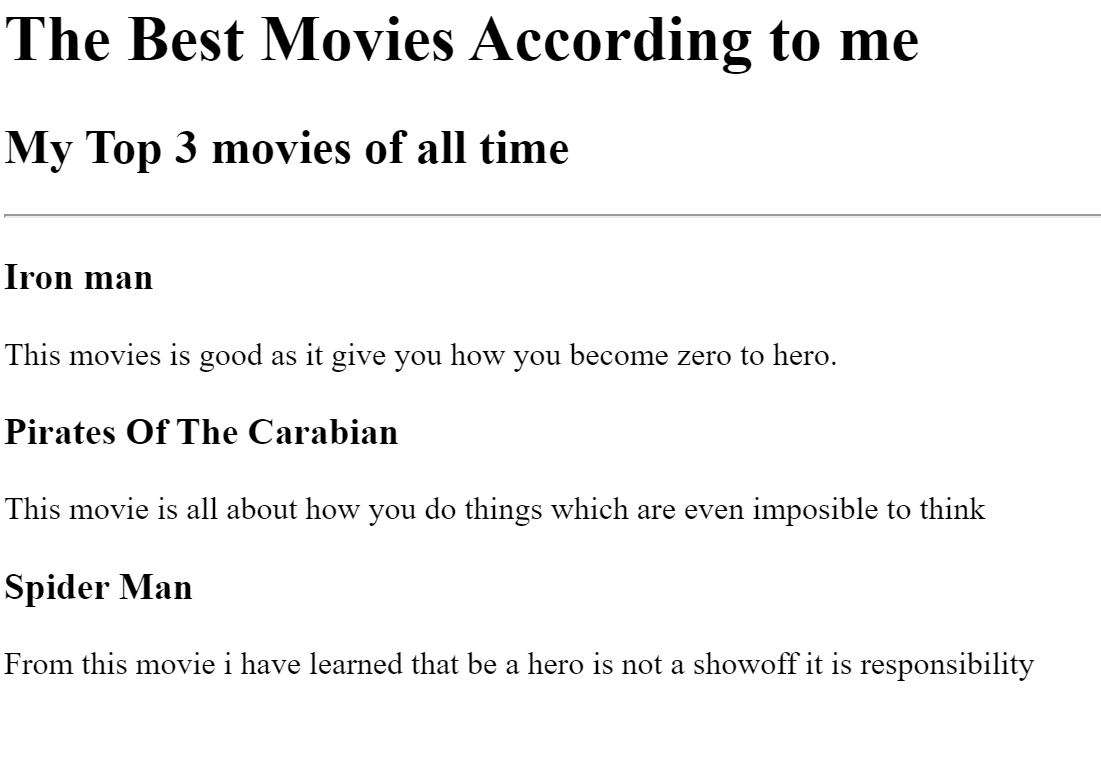 The Best Movies According to me
My Top 3 movies of all time
Iron man
This movies is good as it give you how you become zero to hero.
Pirates Of The Carabian
This movie is all about how you do things which are even imposible to think
Spider Man
From this movie i have learned that be a hero is not a showoff it is responsibility